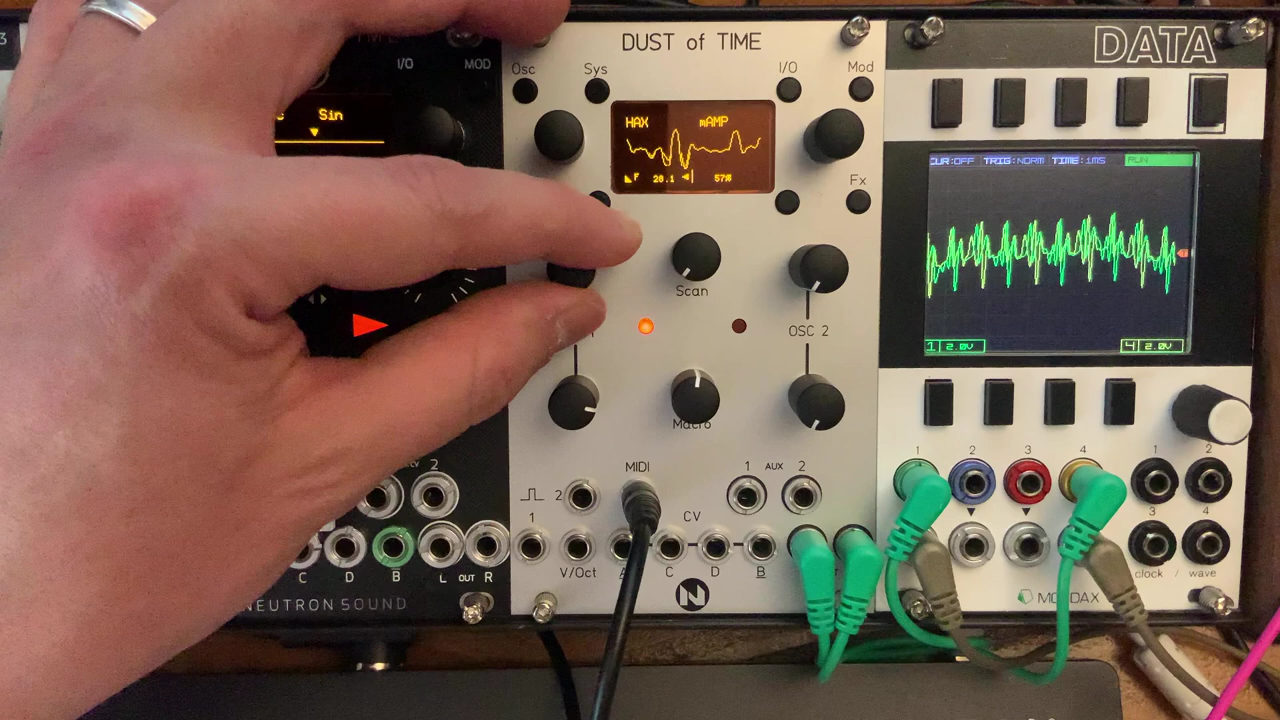 3
I/O
MOD
Sin
DUST of TIME
Osc
Sys
I/O
Mod
HAX
mAMP
F
28.1
57%
Fx
Scan
OSC 2
Macro
MIDI
1 AUX 2
2
2
1
CV
V/Oct
C
D
B
C
D
B
L OUT R
NEUTRON SOUND
N
DATA
CUR:OFF TRIG:NORM TIME:1MS
RUN
1 2.0V
4 2.0V
1
2
3
4
1
2
3
4
clock / wave